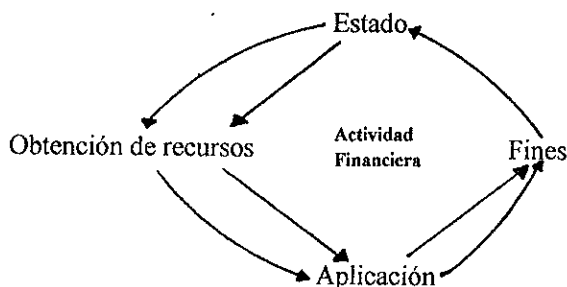 Estado
Obtención de recursos
Actividad
Financiera
Fines
Aplicación